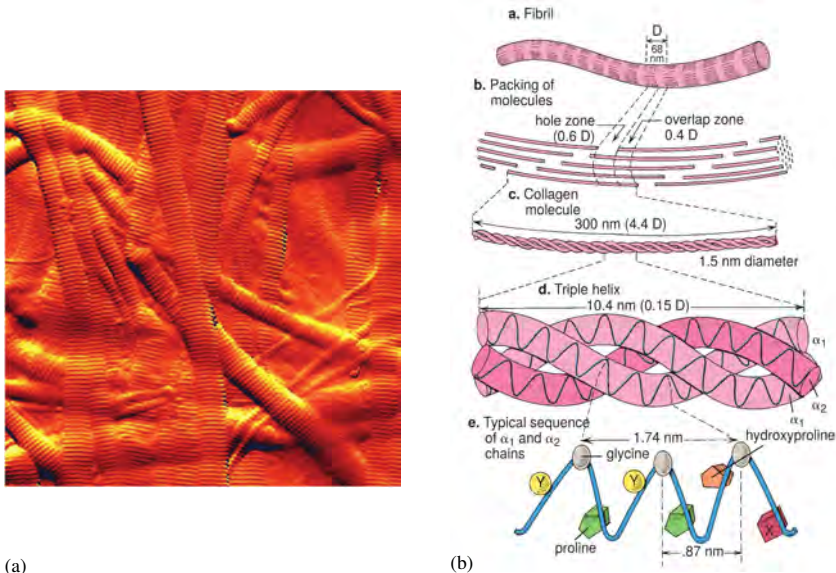 a. Fibril
D
68
nm
b. Packing of
molecules
hole zone
(0.6 D)
overlap zone
0.4 D
c. Collagen
molecule
300 nm (4.4 D)
1.5 nm diameter
d. Triple helix
10.4 nm (0.15 D)
α1
α2
α1
e. Typical sequence
of α1 and α2
chains
1.74 nm
glycine
hydroxyproline
Y
Y
X
proline
.87 nm
(a)
(b)